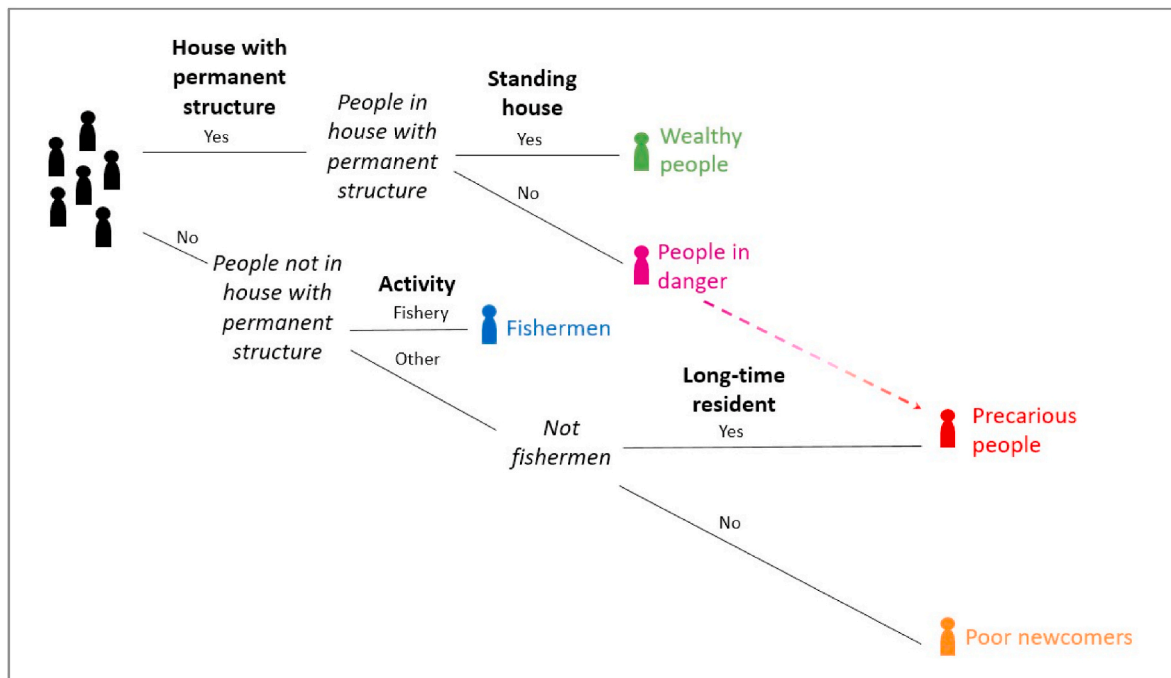 House with
permanent
structure
Yes
People in
house with
permanent
structure
Standing
house
Yes
Wealthy
people
No
People in
danger
No
People not in
house with
permanent
structure
Activity
Fishery
Fishermen
Other
Not
fishermen
Long-time
resident
Yes
Precarious
people
No
Poor newcomers